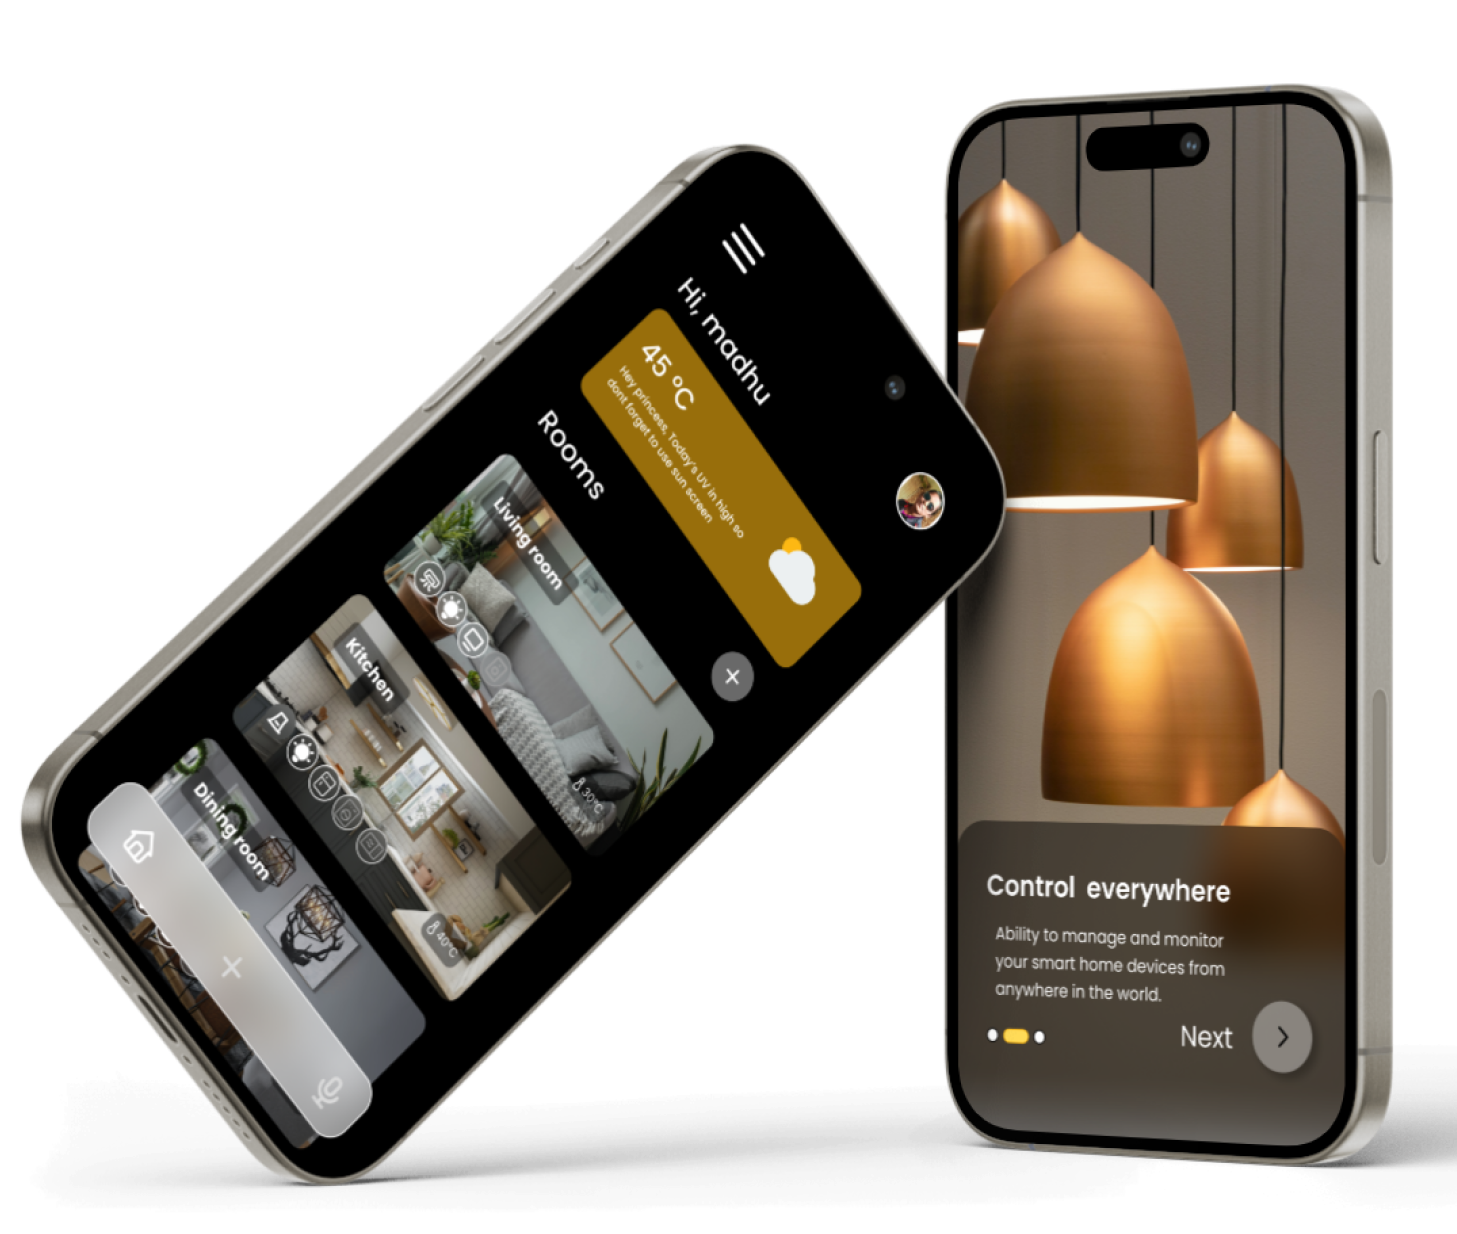 Hi, madhu
45 °C
Hey princess, Today's UV in high so
dont forget to use sun screen
Rooms
Living room
30°C
Kitchen
40°C
Dining room
Control everywhere
Ability to manage and monitor
your smart home devices from
anywhere in the world.
Next